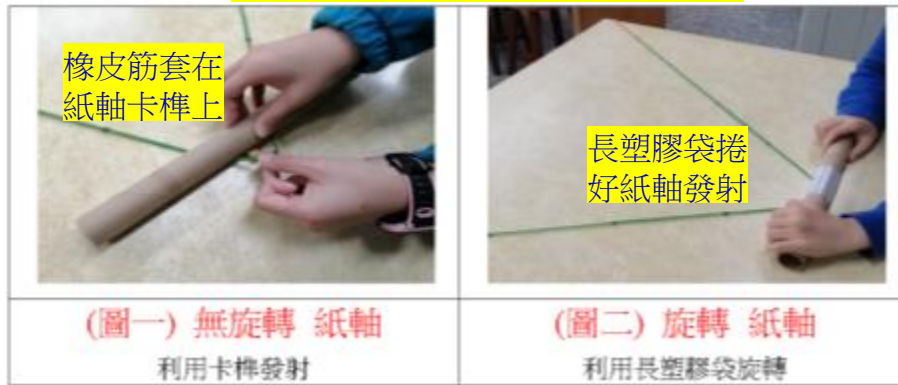 橡皮筋套在
紙軸卡榫上
長塑膠袋捲
好紙軸發射
(圖一) 無旋轉 紙軸
利用卡榫發射
(圖二) 旋轉 紙軸
利用長塑膠袋旋轉